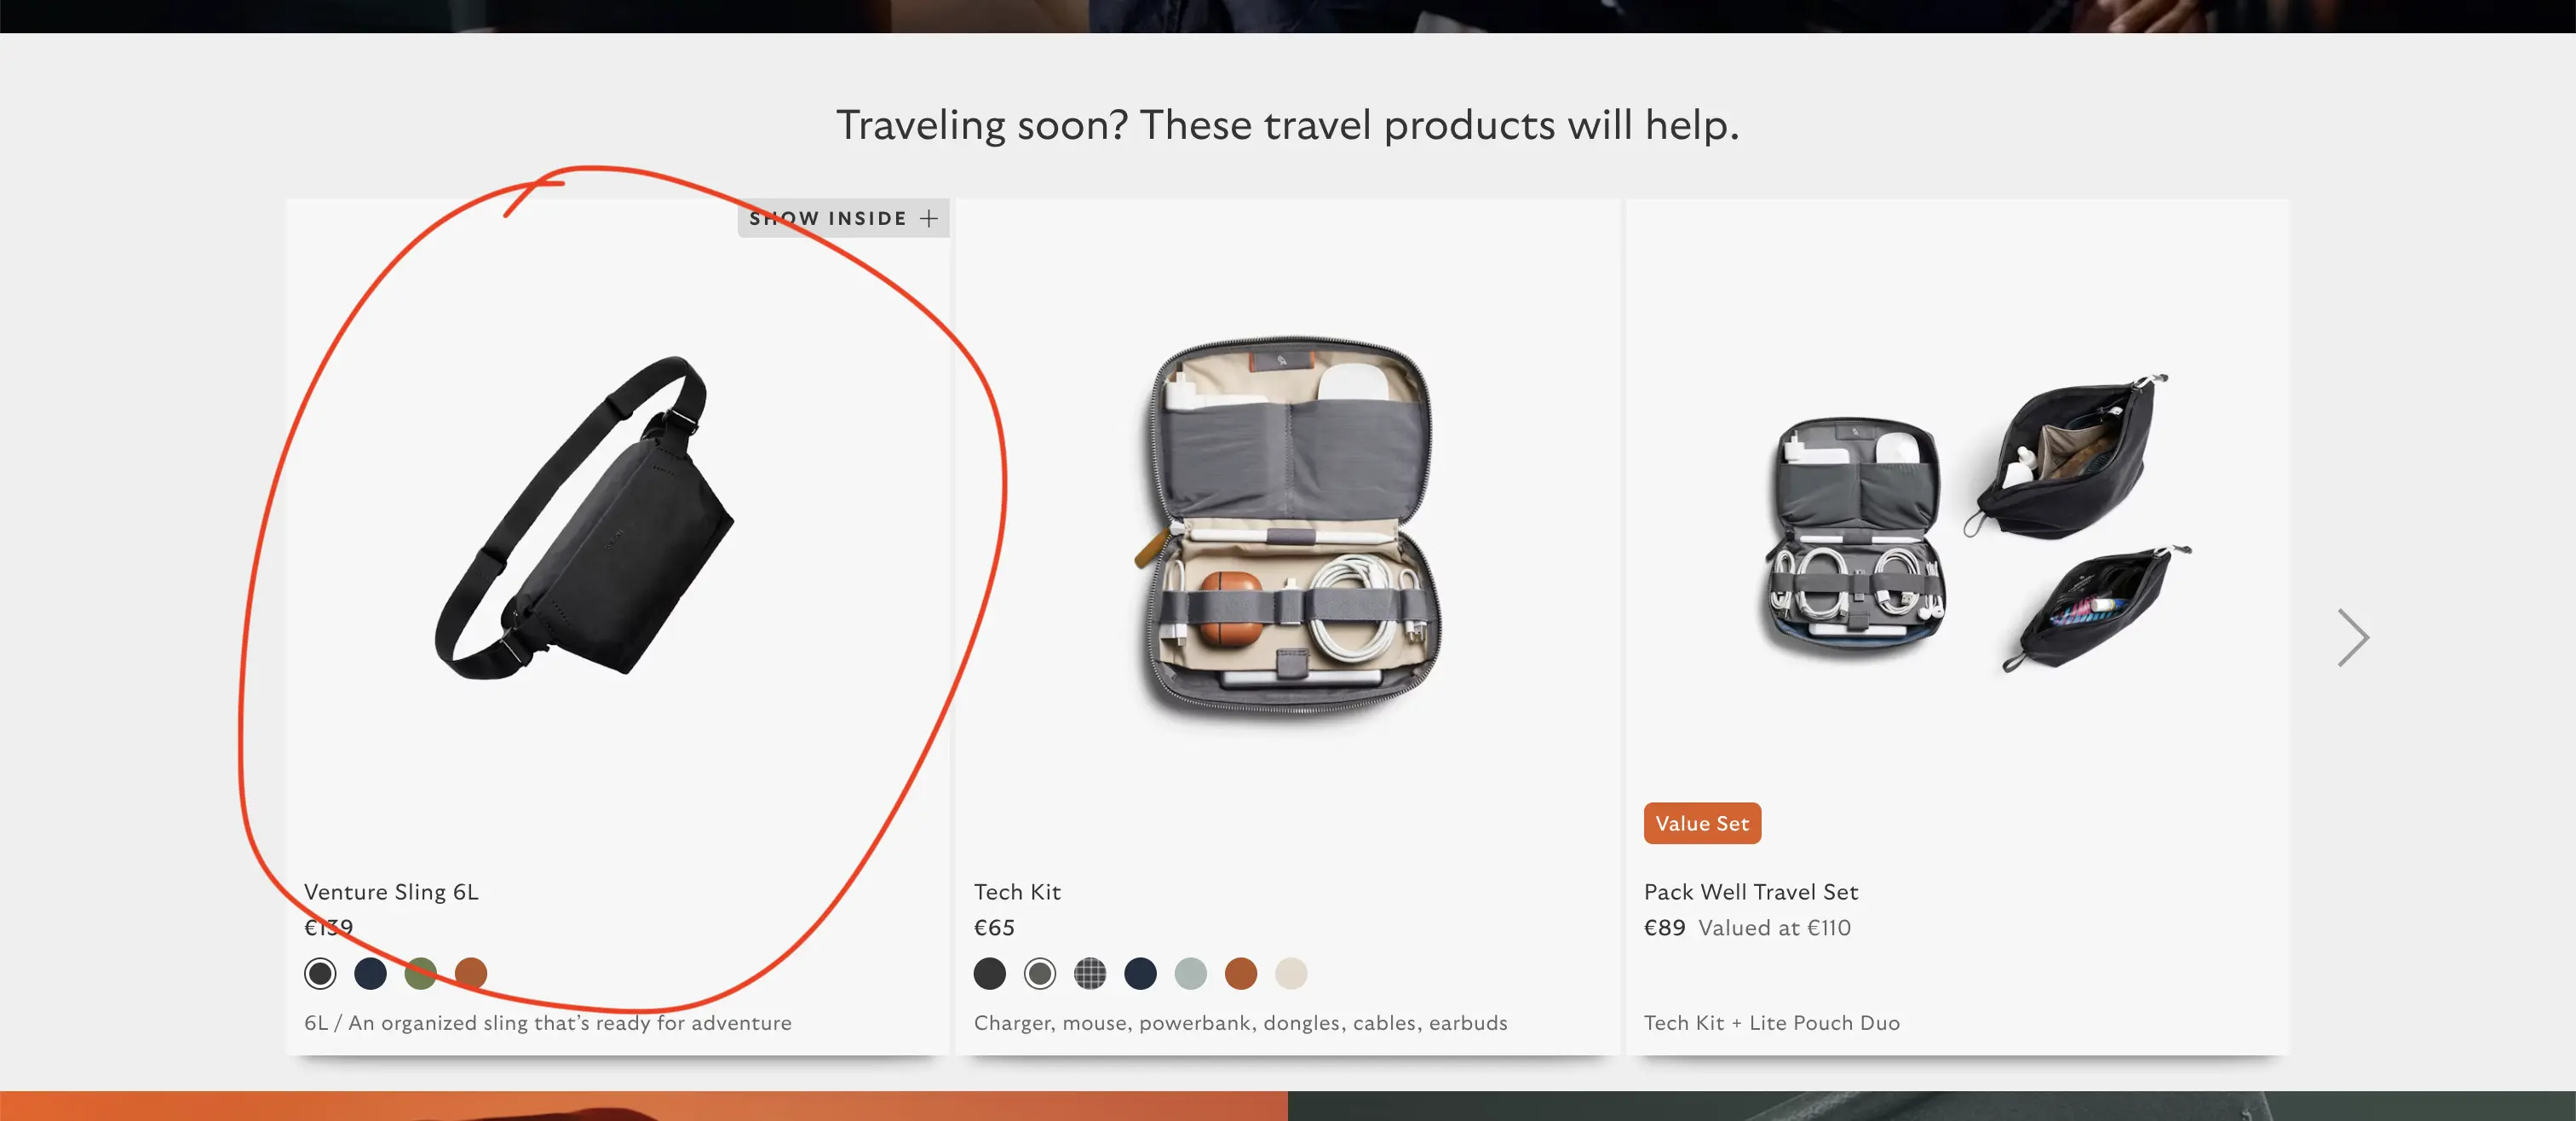 Traveling soon? These travel products will help.
SHOW INSIDE +
Venture Sling 6L
€139
6L / An organized sling that's ready for adventure
Tech Kit
€65
Charger, mouse, powerbank, dongles, cables, earbuds
Value Set
Pack Well Travel Set
€89 Valued at €110
Tech Kit + Lite Pouch Duo